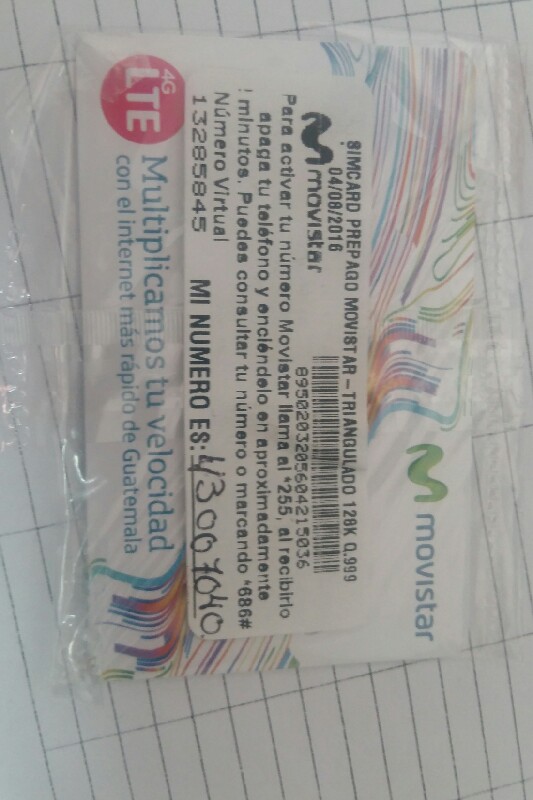 movistar
SIMCARD PREPAGO MOVISTAR-TRIANGULADO 128K Q.999
04/08/2016
movistar
8950203205604215036
Para activar tu número Movistar llama al *255, al recibirlo
apaga tu teléfono y enciéndelo en aproximadamente
! minutos. Puedes consultar tu número o marcando *686#
Número Virtual
13285845
MI NUMERO ES: 43007040
4G
LTE
Multiplicamos tu velocidad
con el internet más rápido de Guatemala